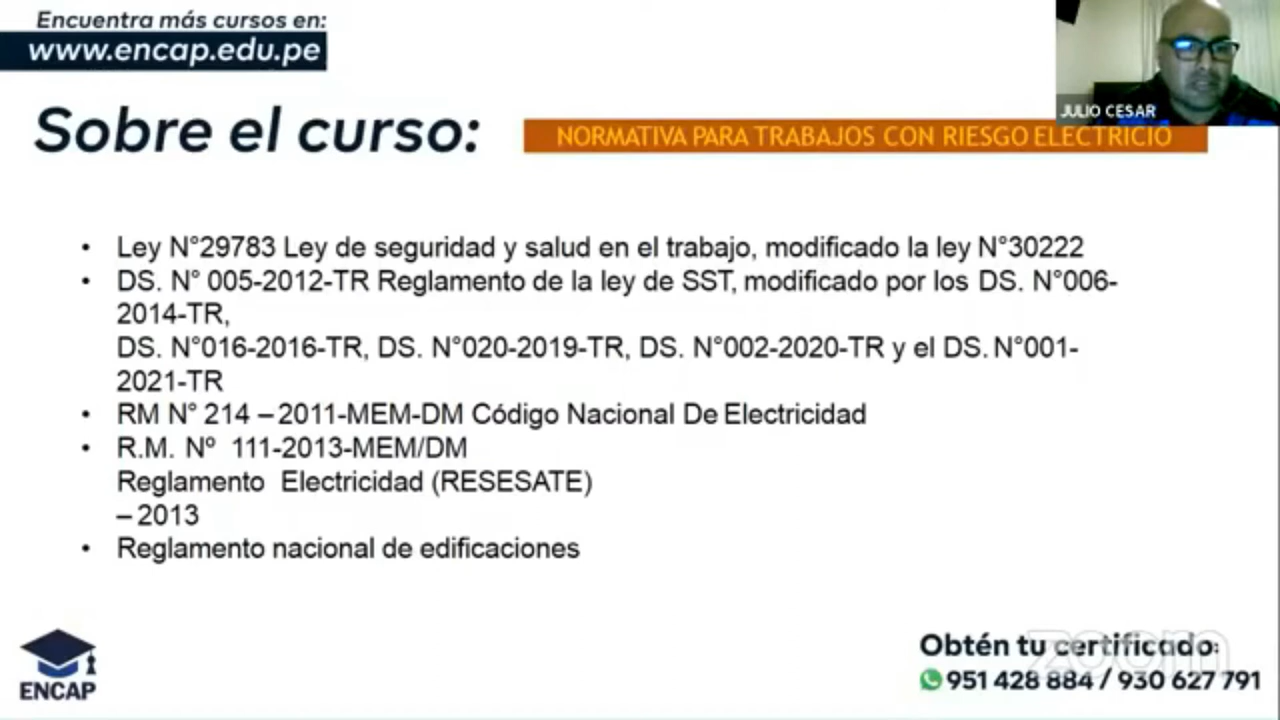 Encuentra más cursos en:
www.encap.edu.pe
JULIO CESAR
Sobre el curso:
NORMATIVA PARA TRABAJOS CON RIESGO ELECTRICIO
• Ley N°29783 Ley de seguridad y salud en el trabajo, modificado la ley N°30222
• DS. N° 005-2012-TR Reglamento de la ley de SST, modificado por los DS. N°006-
2014-TR,
DS. N°016-2016-TR, DS. N°020-2019-TR, DS. N°002-2020-TR y el DS. N°001-
2021-TR
• RM N° 214 – 2011-MEM-DM Código Nacional De Electricidad
• R.M. Nº 111-2013-MEM/DM
Reglamento Electricidad (RESESATE)
– 2013
• Reglamento nacional de edificaciones
ENCAP
Obtén tu certificado:
zoom
951 428 884 / 930 627 791